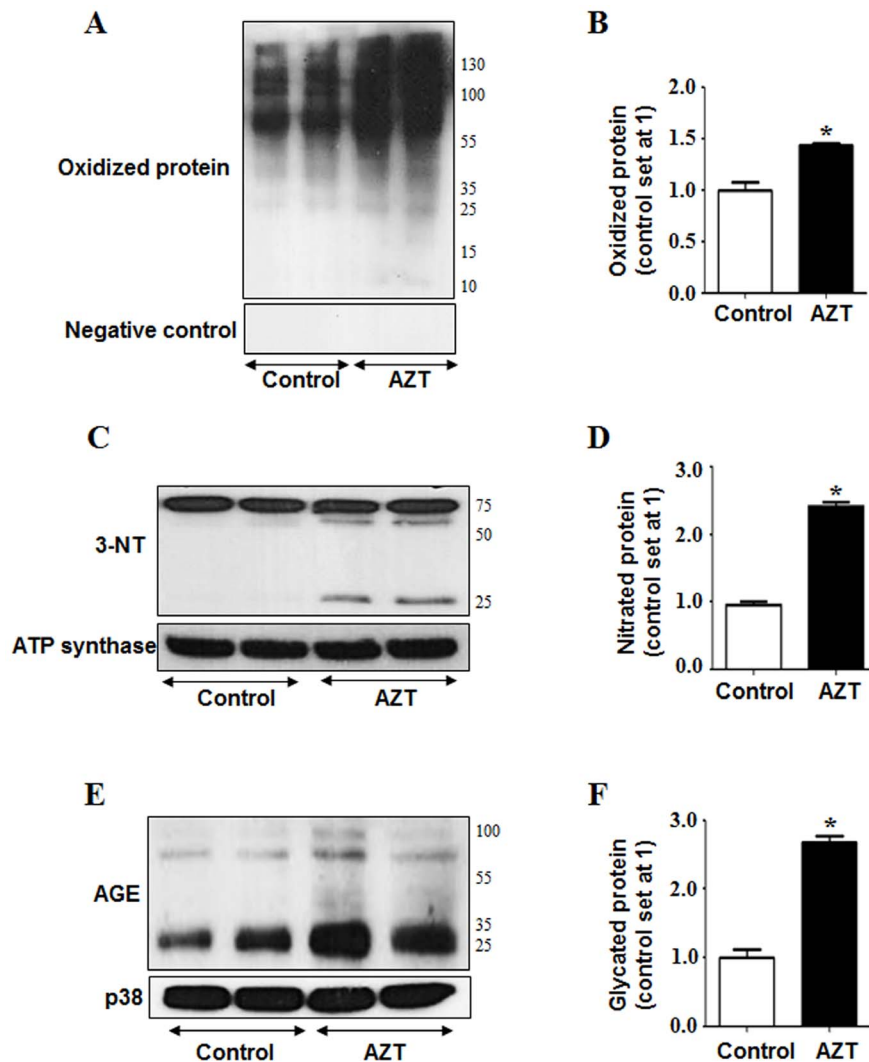 A
130
100
55
35
25
15
10
Oxidized protein
Negative control
Control AZT
B
Oxidized protein
(control set at 1)
2.0
1.5
1.0
0.5
0.0
*
Control AZT
C
75
50
25
3-NT
ATP synthase
Control AZT
D
Nitrated protein
(control set at 1)
3.0
2.0
1.0
0.0
*
Control AZT
E
100
55
35
25
AGE
p38
Control AZT
F
Glycated protein
(control set at 1)
3.0
2.0
1.0
0.0
*
Control AZT